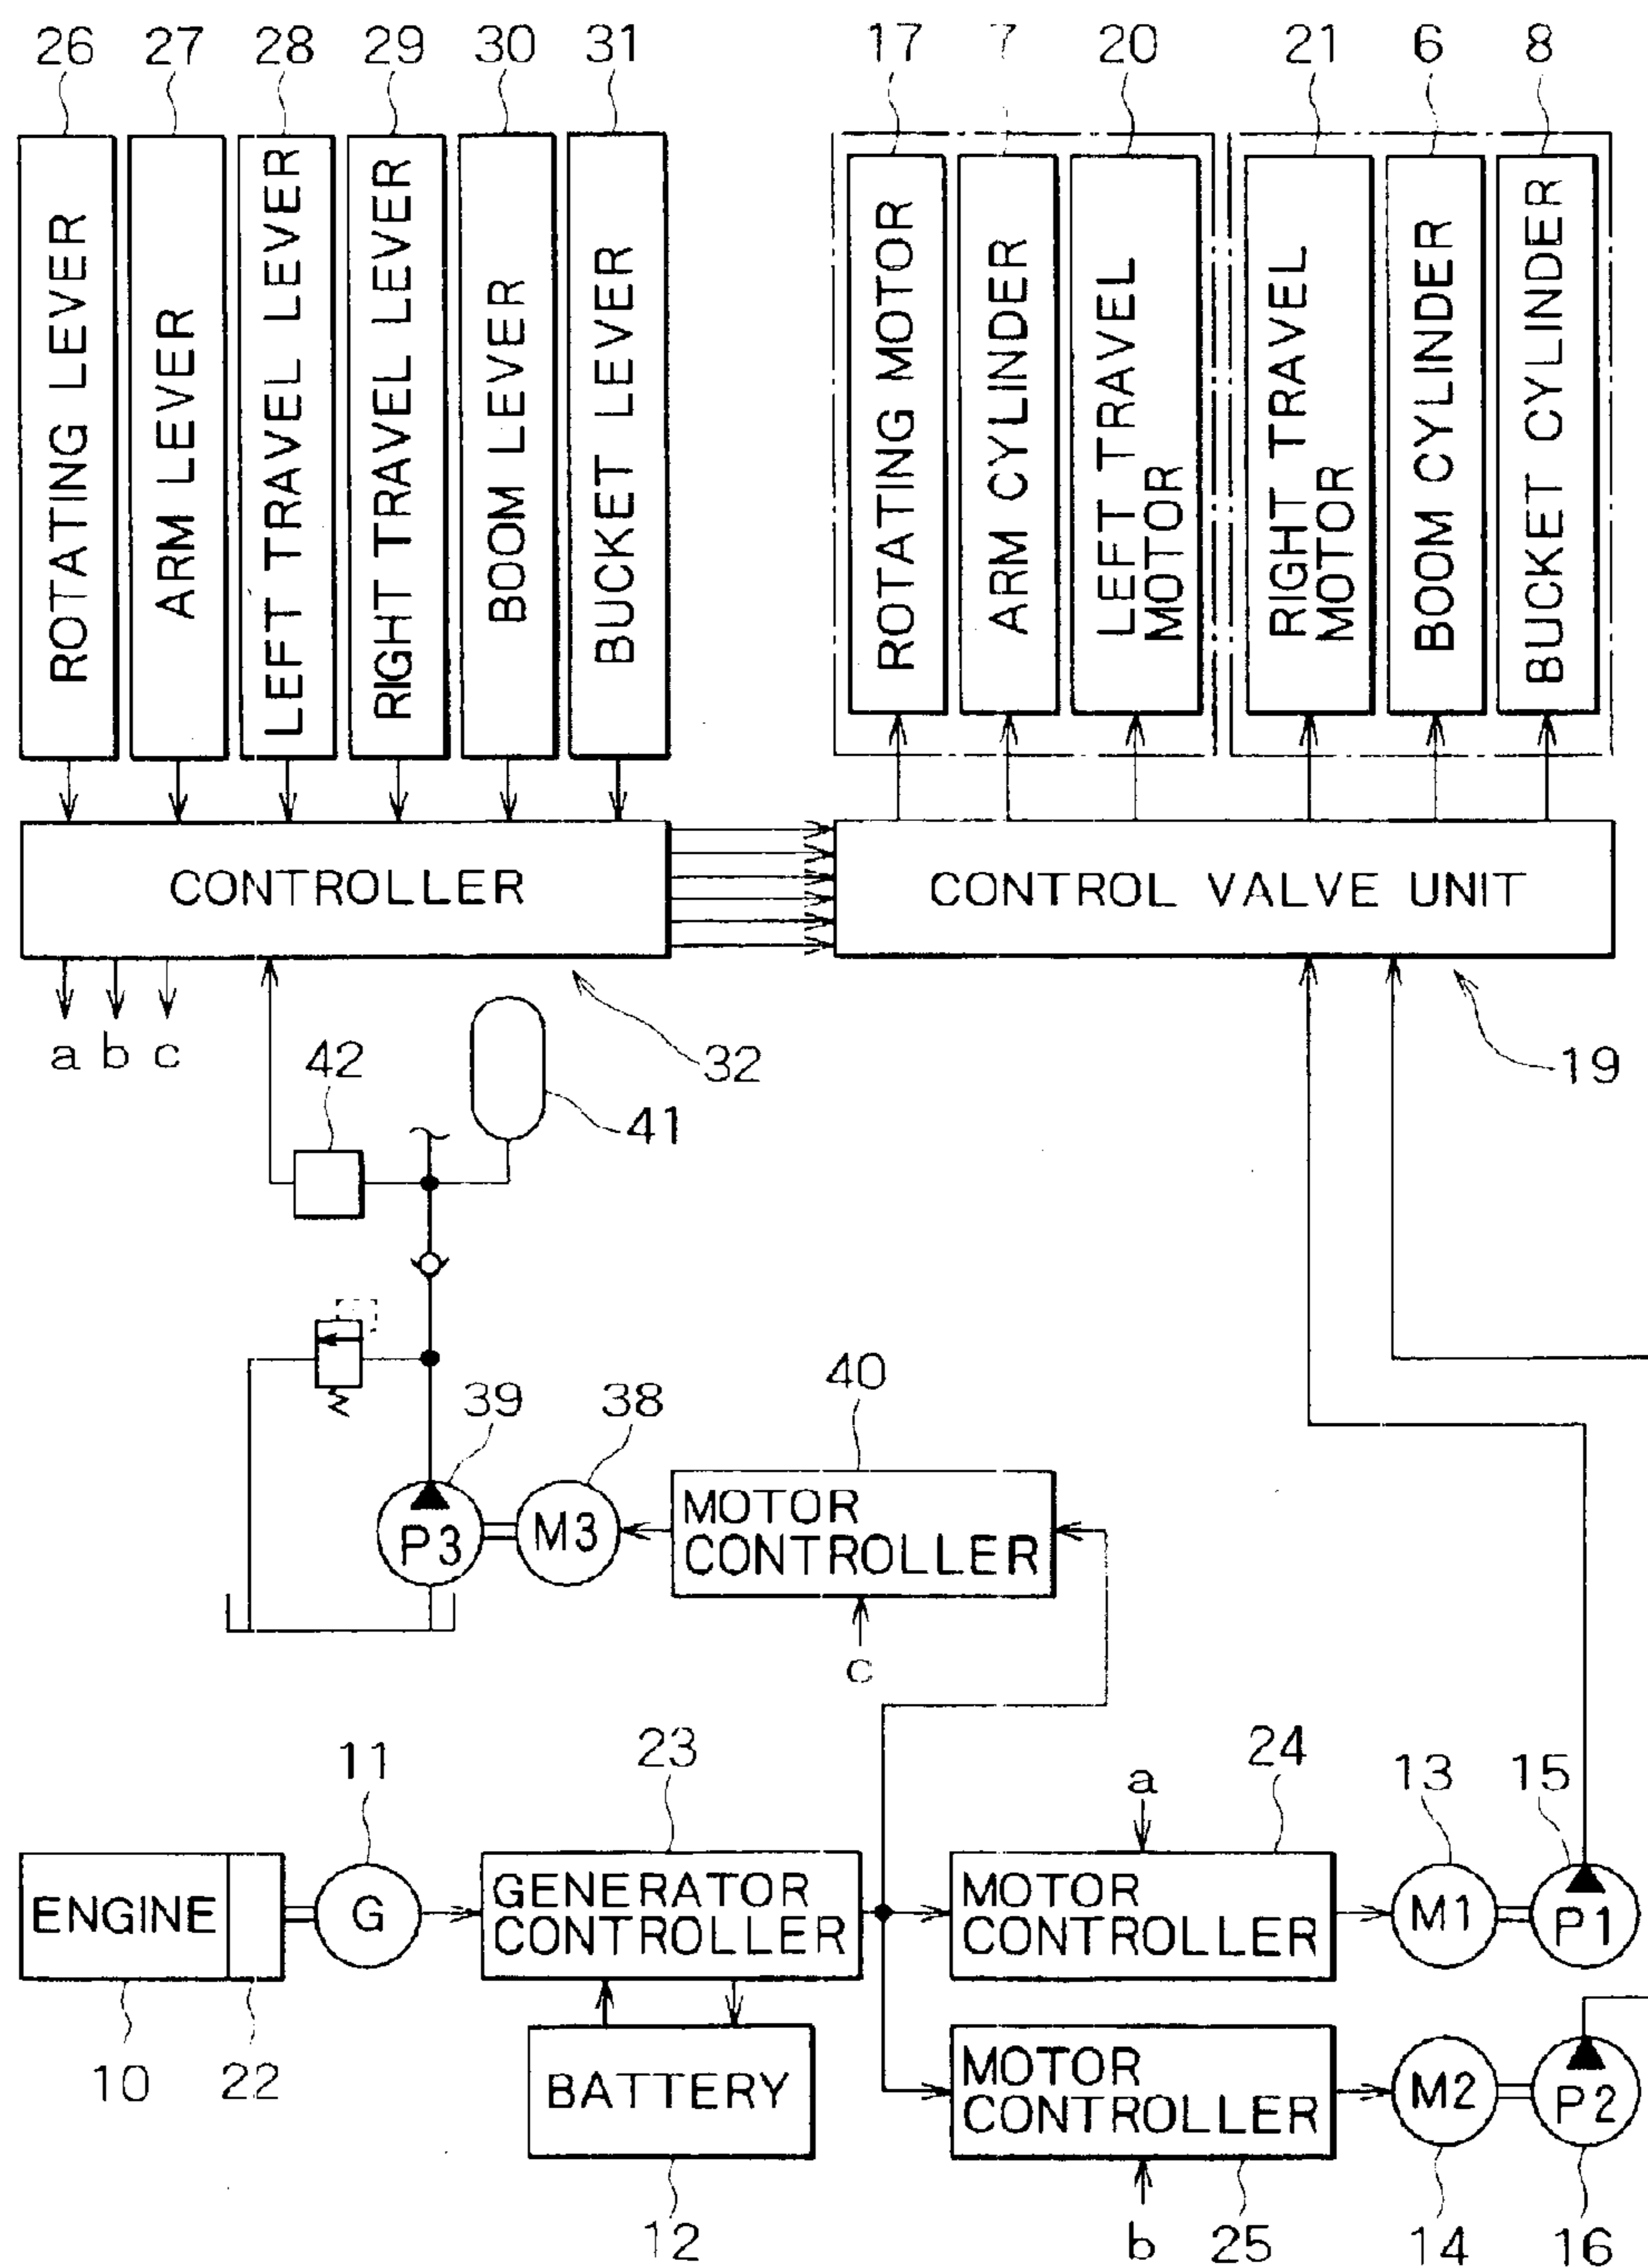 26 27 28 29 30 31 17 7 20 21 6 8
ROTATING LEVER
ARM LEVER
LEFT TRAVEL LEVER
RIGHT TRAVEL LEVER
BOOM LEVER
BUCKET LEVER
ROTATING MOTOR
ARM CYLINDER
LEFT TRAVEL
MOTOR
RIGHT TRAVEL
MOTOR
BOOM CYLINDER
BUCKET CYLINDER
CONTROLLER
CONTROL VALVE UNIT
a b c
42
32
19
41
40
39
38
P3
M3
MOTOR
CONTROLLER
c
11
23
a
24
13
15
ENGINE
G
GENERATOR
CONTROLLER
MOTOR
CONTROLLER
M1
P1
10
22
BATTERY
MOTOR
CONTROLLER
M2
P2
12
b
25
14
16